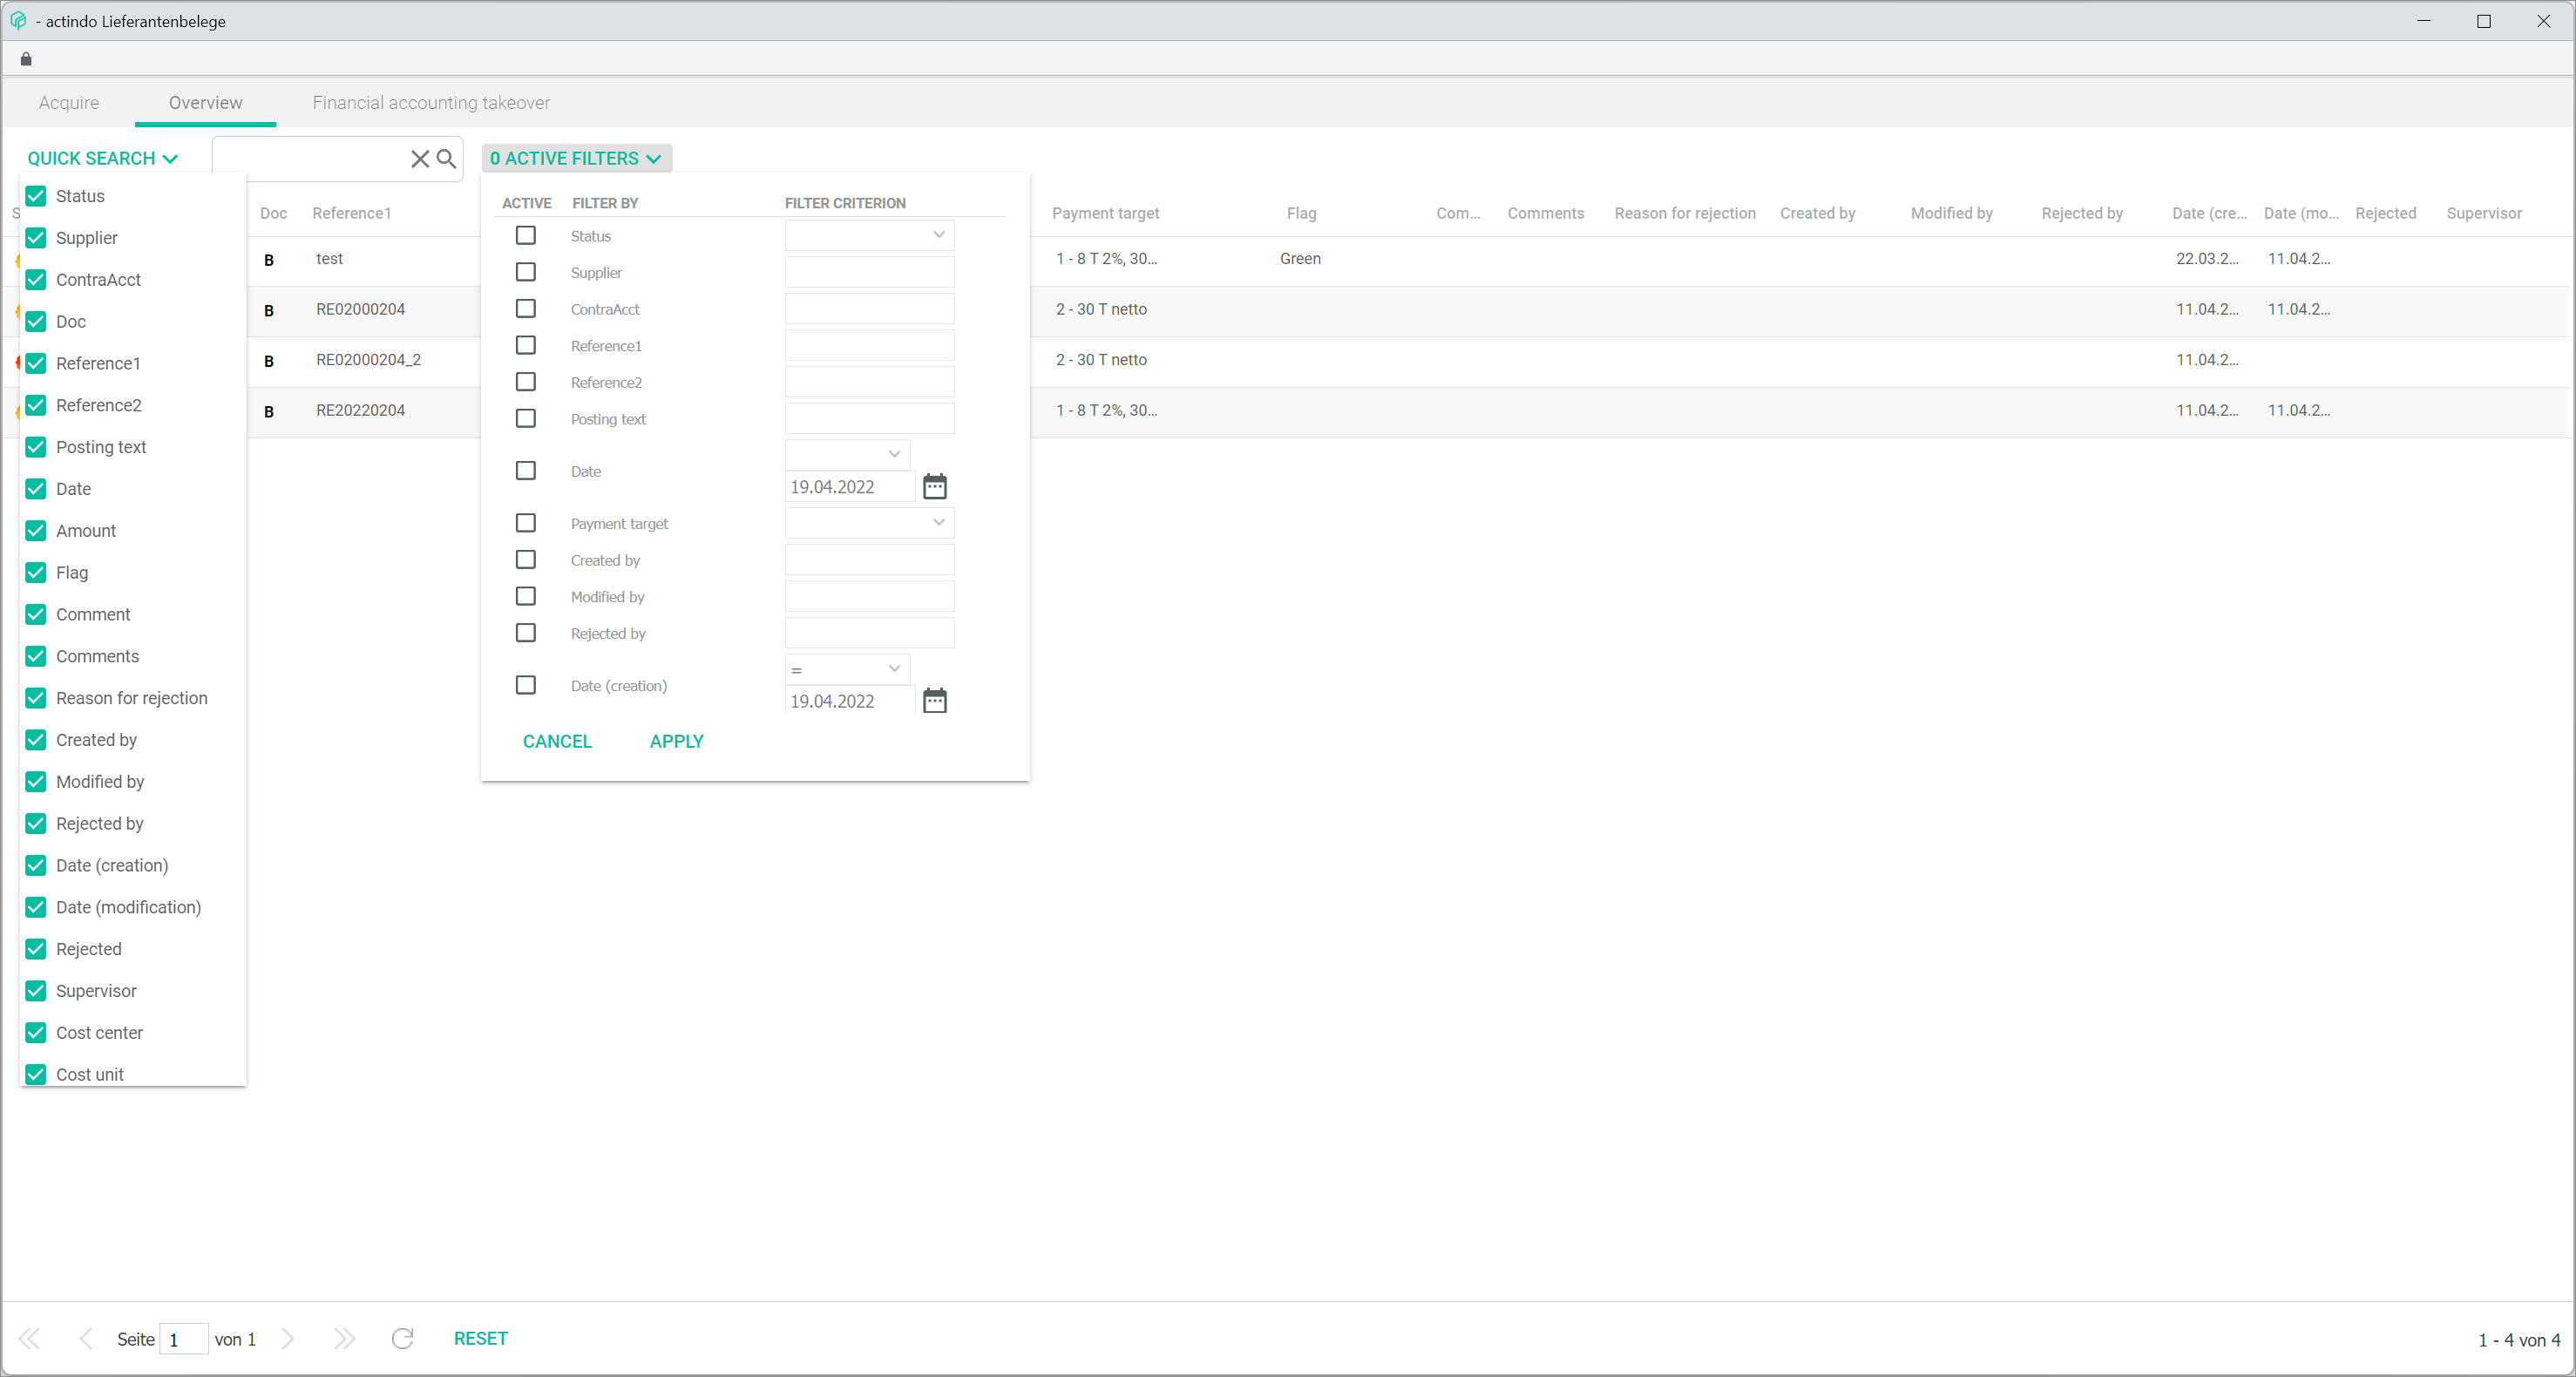 - actindo Lieferantenbelege
Acquire Overview Financial accounting takeover
QUICK SEARCH 0 ACTIVE FILTERS
S Doc Reference1 Payment target Flag Com... Comments Reason for rejection Created by Modified by Rejected by Date (cre... Date (mo... Rejected Supervisor
B test 1 - 8 T 2%, 30... Green 22.03.2... 11.04.2...
B RE02000204 2 - 30 T netto 11.04.2... 11.04.2...
B RE02000204_2 2 - 30 T netto 11.04.2...
B RE20220204 1 - 8 T 2%, 30... 11.04.2... 11.04.2...
Status
Supplier
ContraAcct
Doc
Reference1
Reference2
Posting text
Date
Amount
Flag
Comment
Comments
Reason for rejection
Created by
Modified by
Rejected by
Date (creation)
Date (modification)
Rejected
Supervisor
Cost center
Cost unit
ACTIVE FILTER BY FILTER CRITERION
Status
Supplier
ContraAcct
Reference1
Reference2
Posting text
Date
19.04.2022
Payment target
Created by
Modified by
Rejected by
=
Date (creation)
19.04.2022
CANCEL APPLY
Seite 1 von 1 RESET 1 - 4 von 4